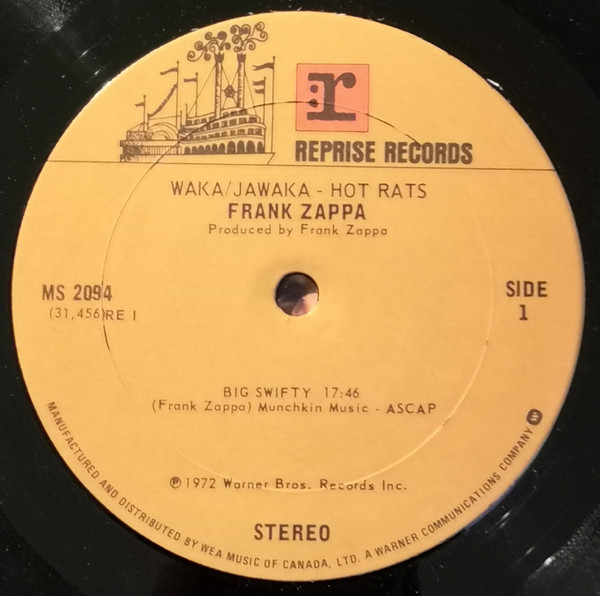 :r
REPRISE RECORDS
WAKA/JAWAKA - HOT RATS
FRANK ZAPPA
Produced by Frank Zappa
MS 2094
(31,456)RE 1
SIDE
1
BIG SWIFTY 17:46
(Frank Zappa) Munchkin Music - ASCAP
℗1972 Warner Bros. Records Inc.
STEREO
MANUFACTURED AND DISTRIBUTED BY WEA MUSIC OF CANADA, LTD. A WARNER COMMUNICATIONS COMPANY